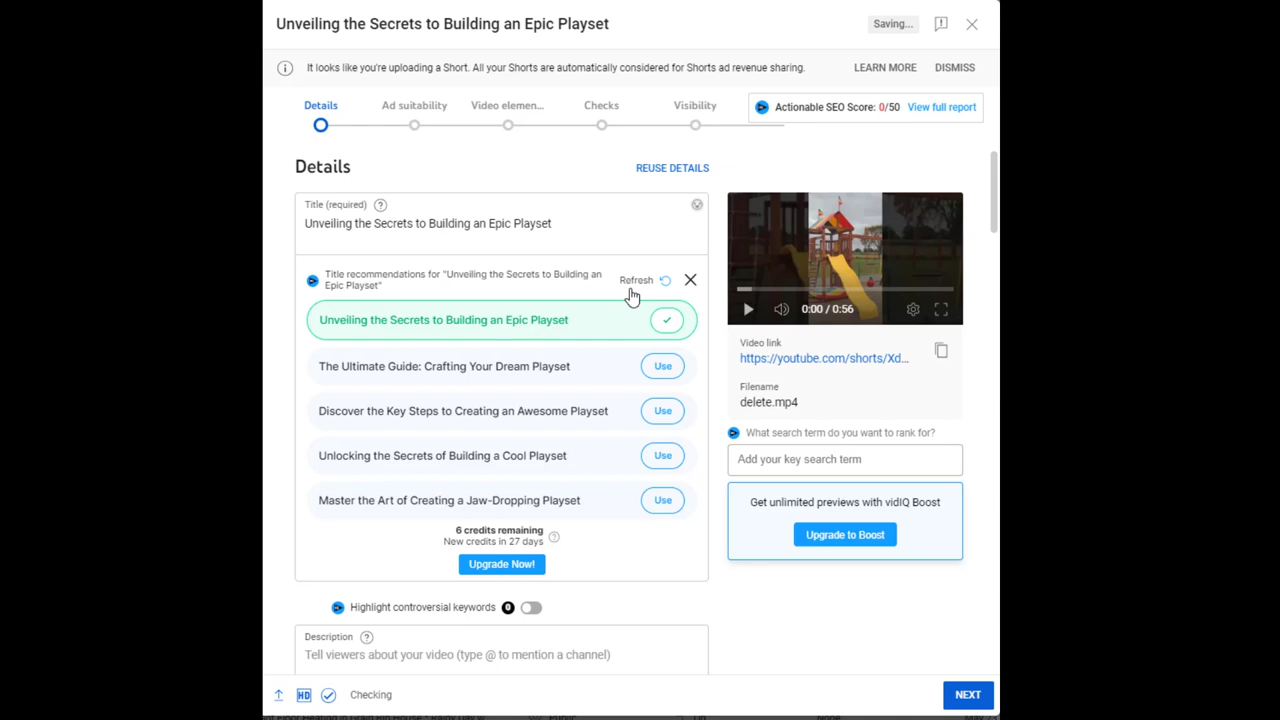 Unveiling the Secrets to Building an Epic Playset
Saving...
It looks like you're uploading a Short. All your Shorts are automatically considered for Shorts ad revenue sharing.
LEARN MORE
DISMISS
Details
Ad suitability
Video elemen...
Checks
Visibility
Actionable SEO Score: 0/50
View full report
Details
REUSE DETAILS
Title (required)
Unveiling the Secrets to Building an Epic Playset
Title recommendations for "Unveiling the Secrets to Building an
Epic Playset"
Refresh
Unveiling the Secrets to Building an Epic Playset
The Ultimate Guide: Crafting Your Dream Playset
Use
Discover the Key Steps to Creating an Awesome Playset
Use
Unlocking the Secrets of Building a Cool Playset
Use
Master the Art of Creating a Jaw-Dropping Playset
Use
6 credits remaining
New credits in 27 days
Upgrade Now!
Highlight controversial keywords
0
Description
Tell viewers about your video (type @ to mention a channel)
0:00 / 0:56
Video link
https://youtube.com/shorts/Xd...
Filename
delete.mp4
What search term do you want to rank for?
Add your key search term
Get unlimited previews with vidIQ Boost
Upgrade to Boost
HD
Checking
NEXT